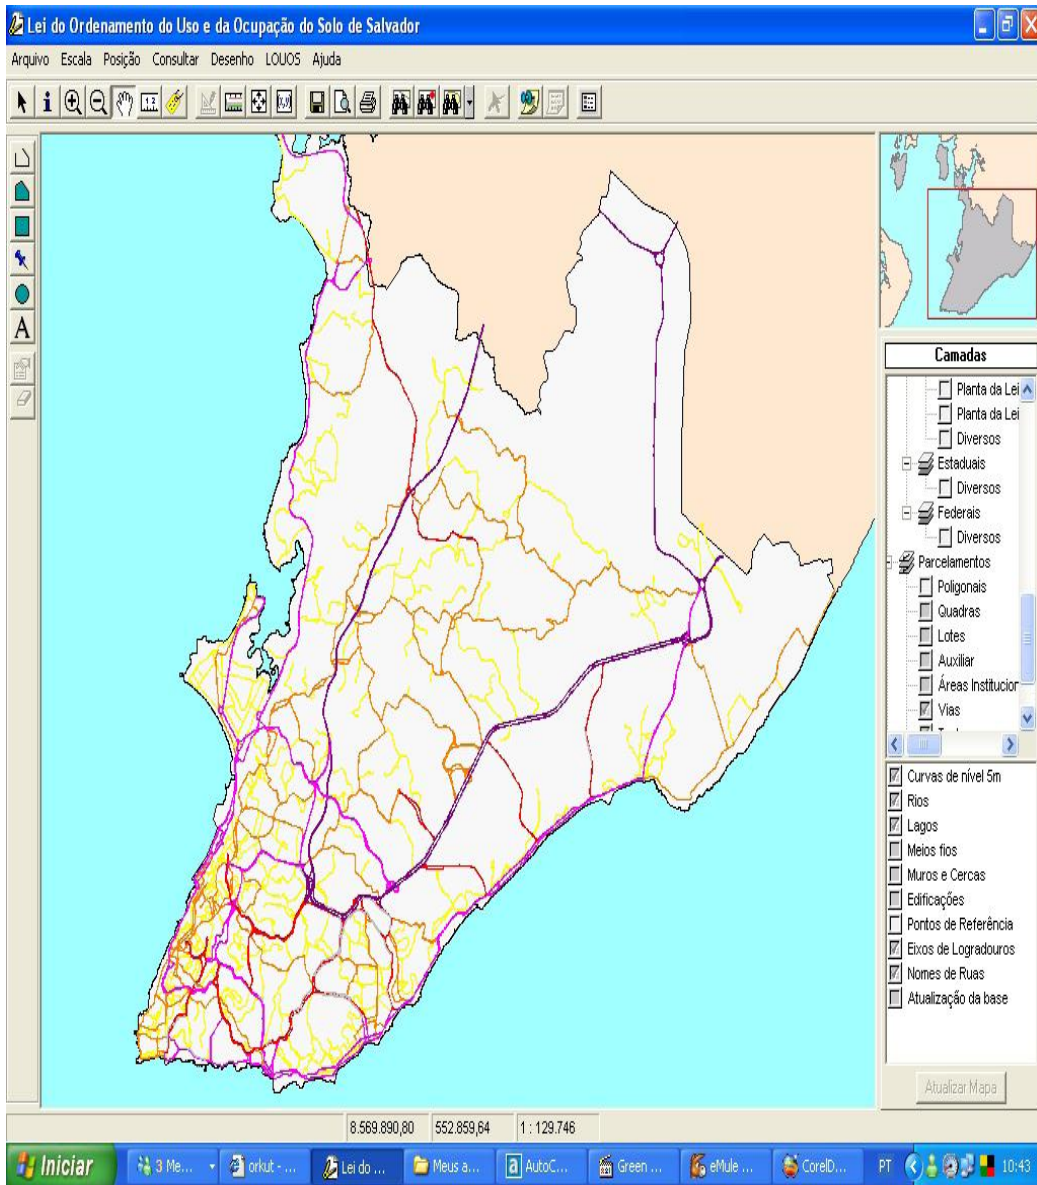 Lei do Ordenamento do Uso e da Ocupação do Solo de Salvador
Arquivo Escala Posição Consultar Desenho LOUOS Ajuda
A
Camadas
Planta da Lei
Planta da Lei
Diversos
Estaduais
Diversos
Federais
Diversos
Parcelamentos
Poligonais
Quadras
Lotes
Auxiliar
Áreas Institucior
Vias
Curvas de nível 5m
Rios
Lagos
Meios fios
Muros e Cercas
Edificações
Pontos de Referência
Eixos de Logradouros
Nomes de Ruas
Atualização da base
Atualizar Mapa
8.569.890,80 552.859,64 1 : 129.746
Iniciar 3 Me... orkut - ... Lei do ... Meus a... AutoC... Green ... eMule ... CorelD... PT 10:43